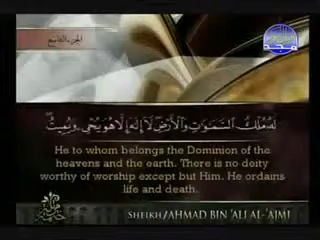 الجزء التاسع
المجد
لَهُۥ مُلْكُ ٱلسَّمَٰوَٰتِ وَٱلْأَرْضِ لَآ إِلَٰهَ إِلَّا هُوَ يُحْىِۦ وَيُمِيتُ
He to whom belongs the Dominion of the
heavens and the earth. There is no deity
worthy of worship except but Him. He ordains
life and death.
SHEIKH/AHMAD BIN 'ALI AL-'AJMI